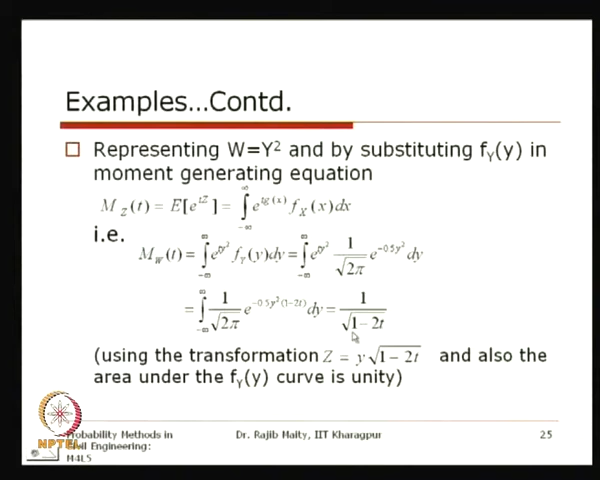 Examples...Contd.
Representing W=Y² and by substituting f_Y(y) in
moment generating equation
M_Z(t) = E[e^{tZ}] = ∫_{-∞}^{∞} e^{tg(x)} f_X(x)dx
i.e.
M_W(t) = ∫_{-∞}^{∞} e^{ty²} f_Y(y)dy = ∫_{-∞}^{∞} e^{ty²} 1/√(2π) e^{-0.5y²} dy
= ∫_{-∞}^{∞} 1/√(2π) e^{-0.5y²(1-2t)} dy = 1/√(1-2t)
(using the transformation Z = y√(1-2t) and also the
area under the f_Y(y) curve is unity)
NPTEL
Probability Methods in
Civil Engineering:
M4L5
Dr. Rajib Maity, IIT Kharagpur
25